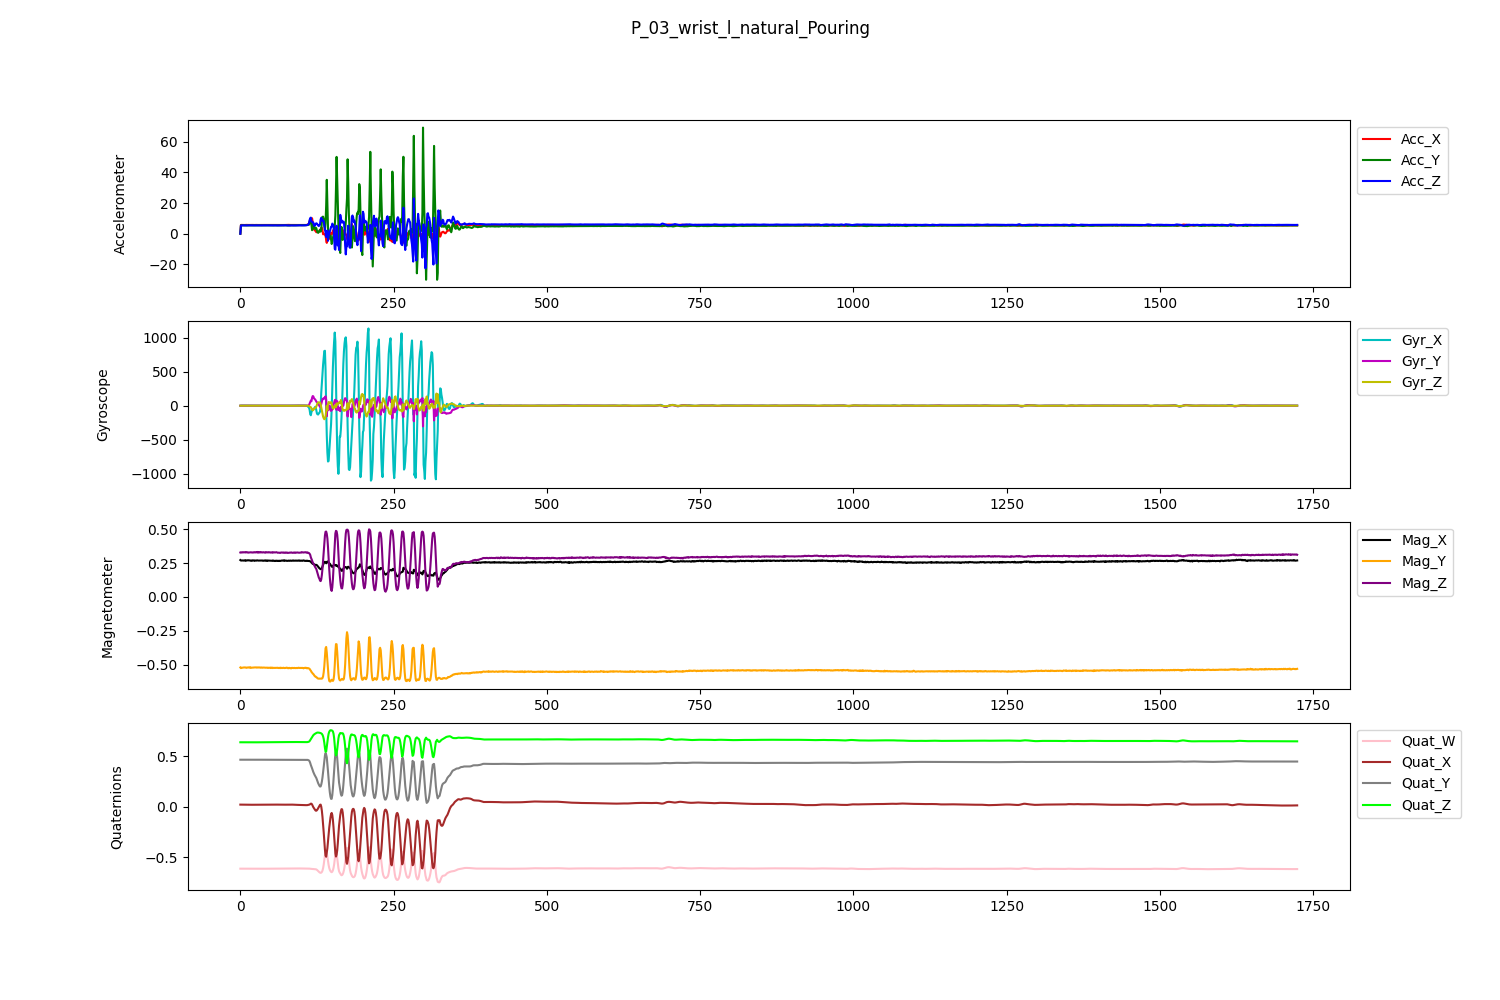 P_03_wrist_l_natural_Pouring
Accelerometer
60
40
20
0
−20
0 250 500 750 1000 1250 1500 1750
Acc_X
Acc_Y
Acc_Z
Gyroscope
1000
500
0
−500
−1000
0 250 500 750 1000 1250 1500 1750
Gyr_X
Gyr_Y
Gyr_Z
Magnetometer
0.50
0.25
0.00
−0.25
−0.50
0 250 500 750 1000 1250 1500 1750
Mag_X
Mag_Y
Mag_Z
Quaternions
0.5
0.0
−0.5
0 250 500 750 1000 1250 1500 1750
Quat_W
Quat_X
Quat_Y
Quat_Z